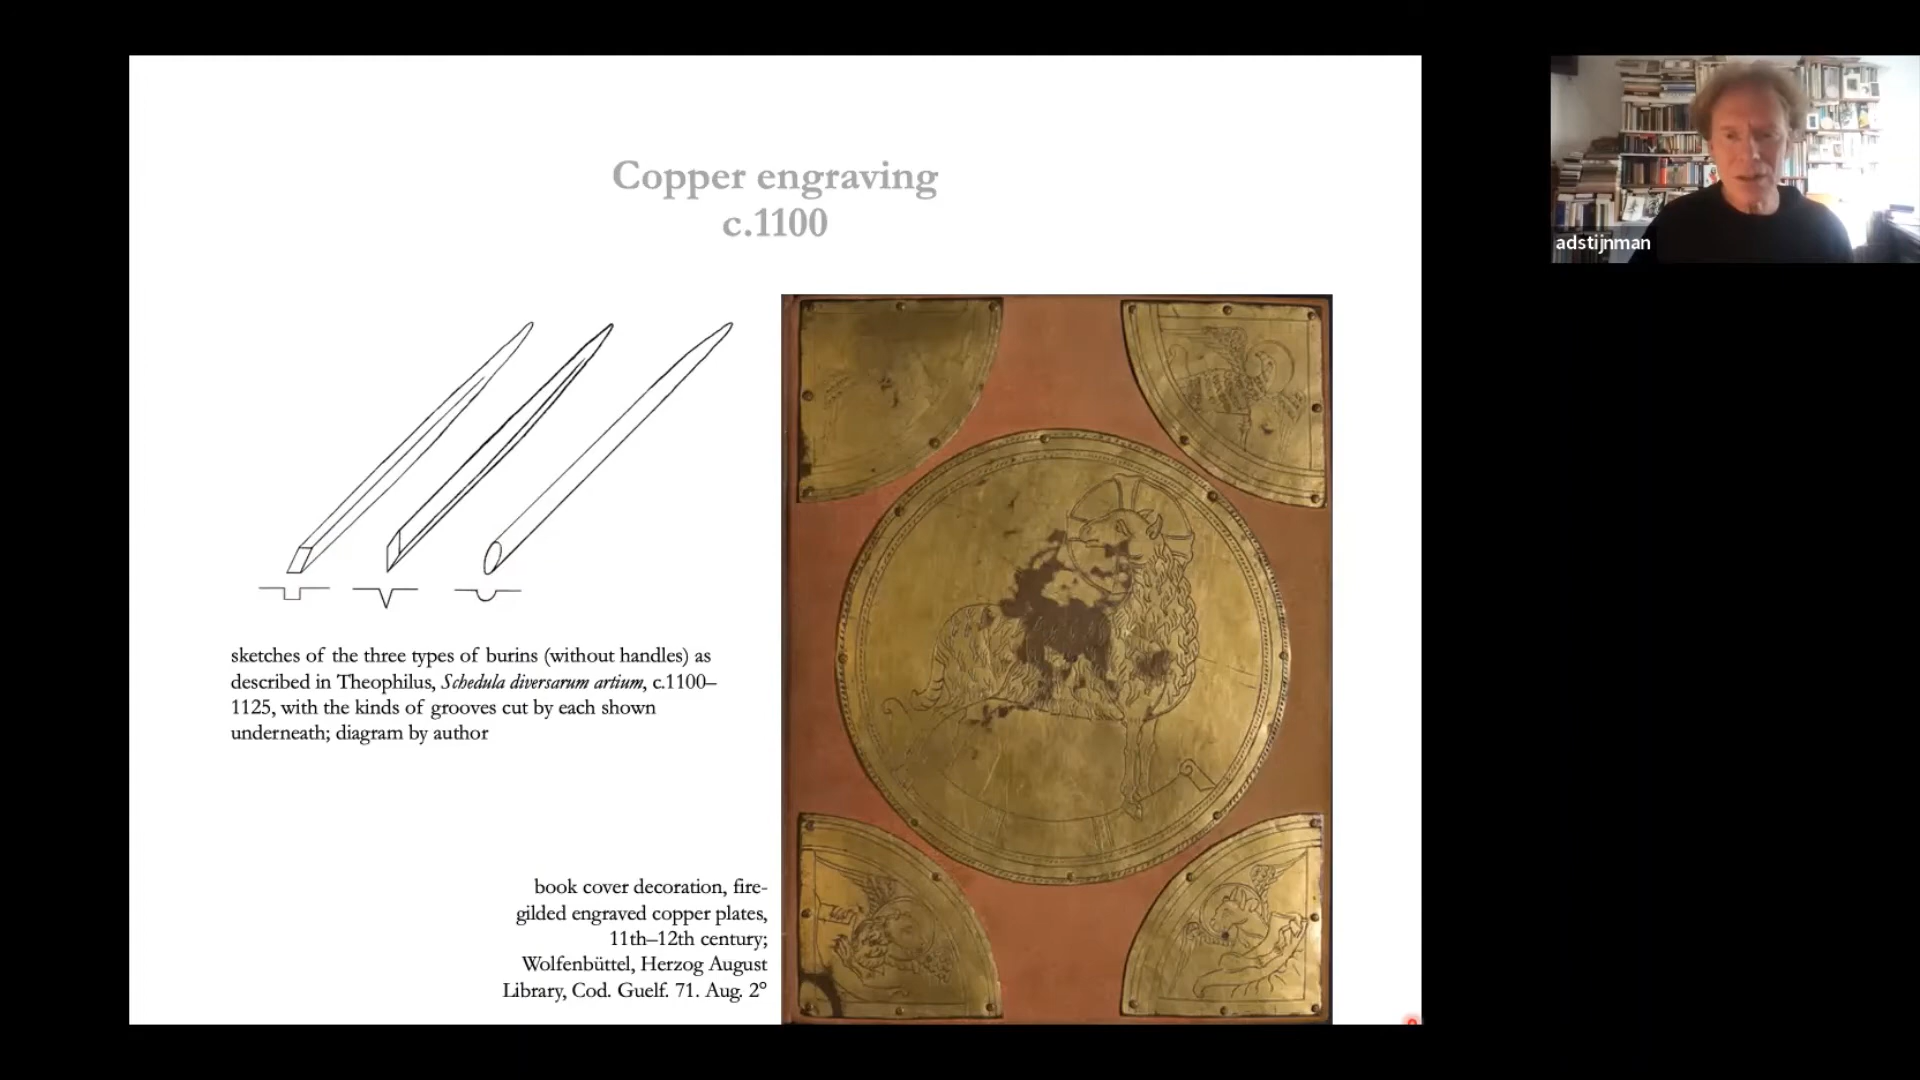 Copper engraving
c.1100
sketches of the three types of burins (without handles) as
described in Theophilus, Schedula diversarum artium, c.1100–
1125, with the kinds of grooves cut by each shown
underneath; diagram by author
book cover decoration, fire-
gilded engraved copper plates,
11th–12th century;
Wolfenbüttel, Herzog August
Library, Cod. Guelf. 71. Aug. 2°
adstijnman